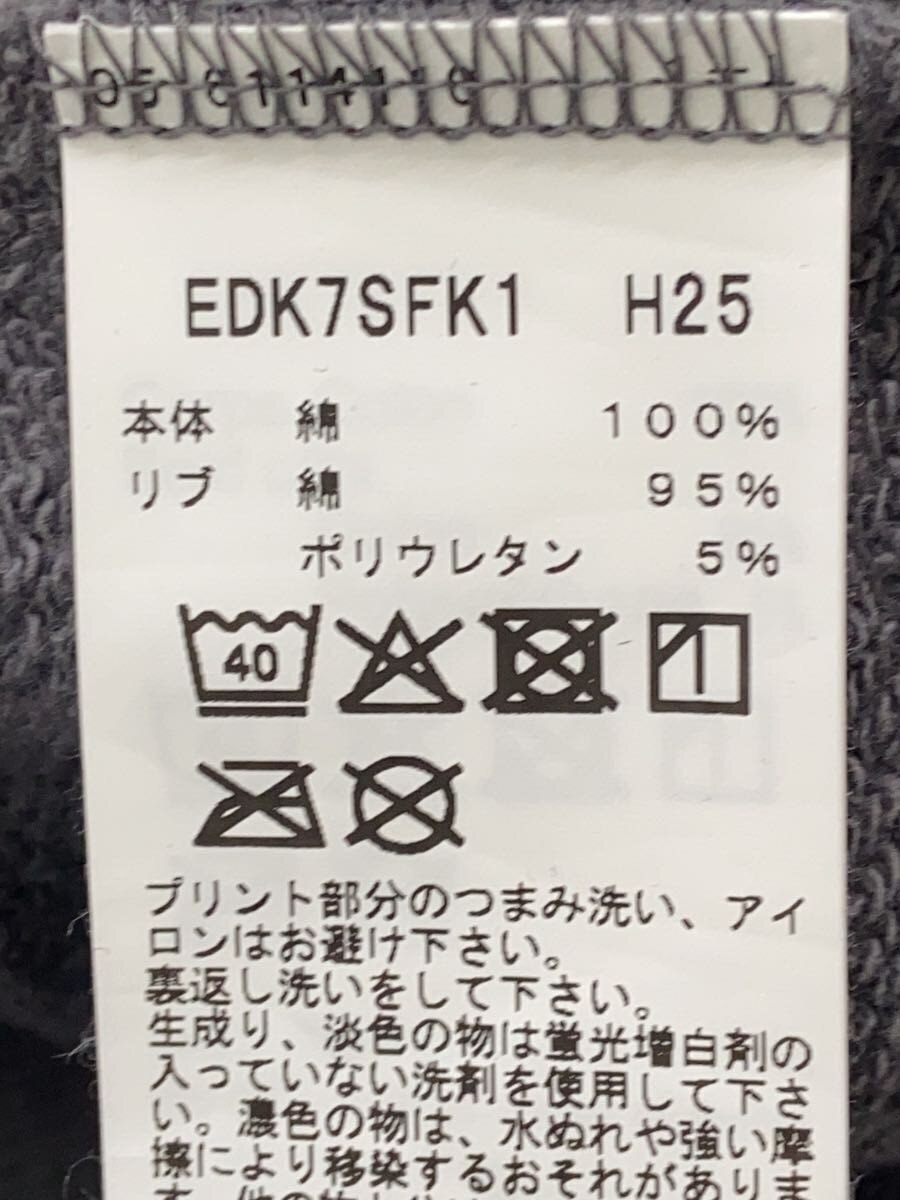 EDK7SFK1 H25
本体 綿 100%
リブ 綿 95%
ポリウレタン 5%
40
プリント部分のつまみ洗い、アイ
ロンはお避け下さい。
裏返し洗いをして下さい。
生成り、淡色の物は蛍光増白剤の
入っていない洗剤を使用して下さ
い。濃色の物は、水ぬれや強い摩
擦により移染するおそれがありま